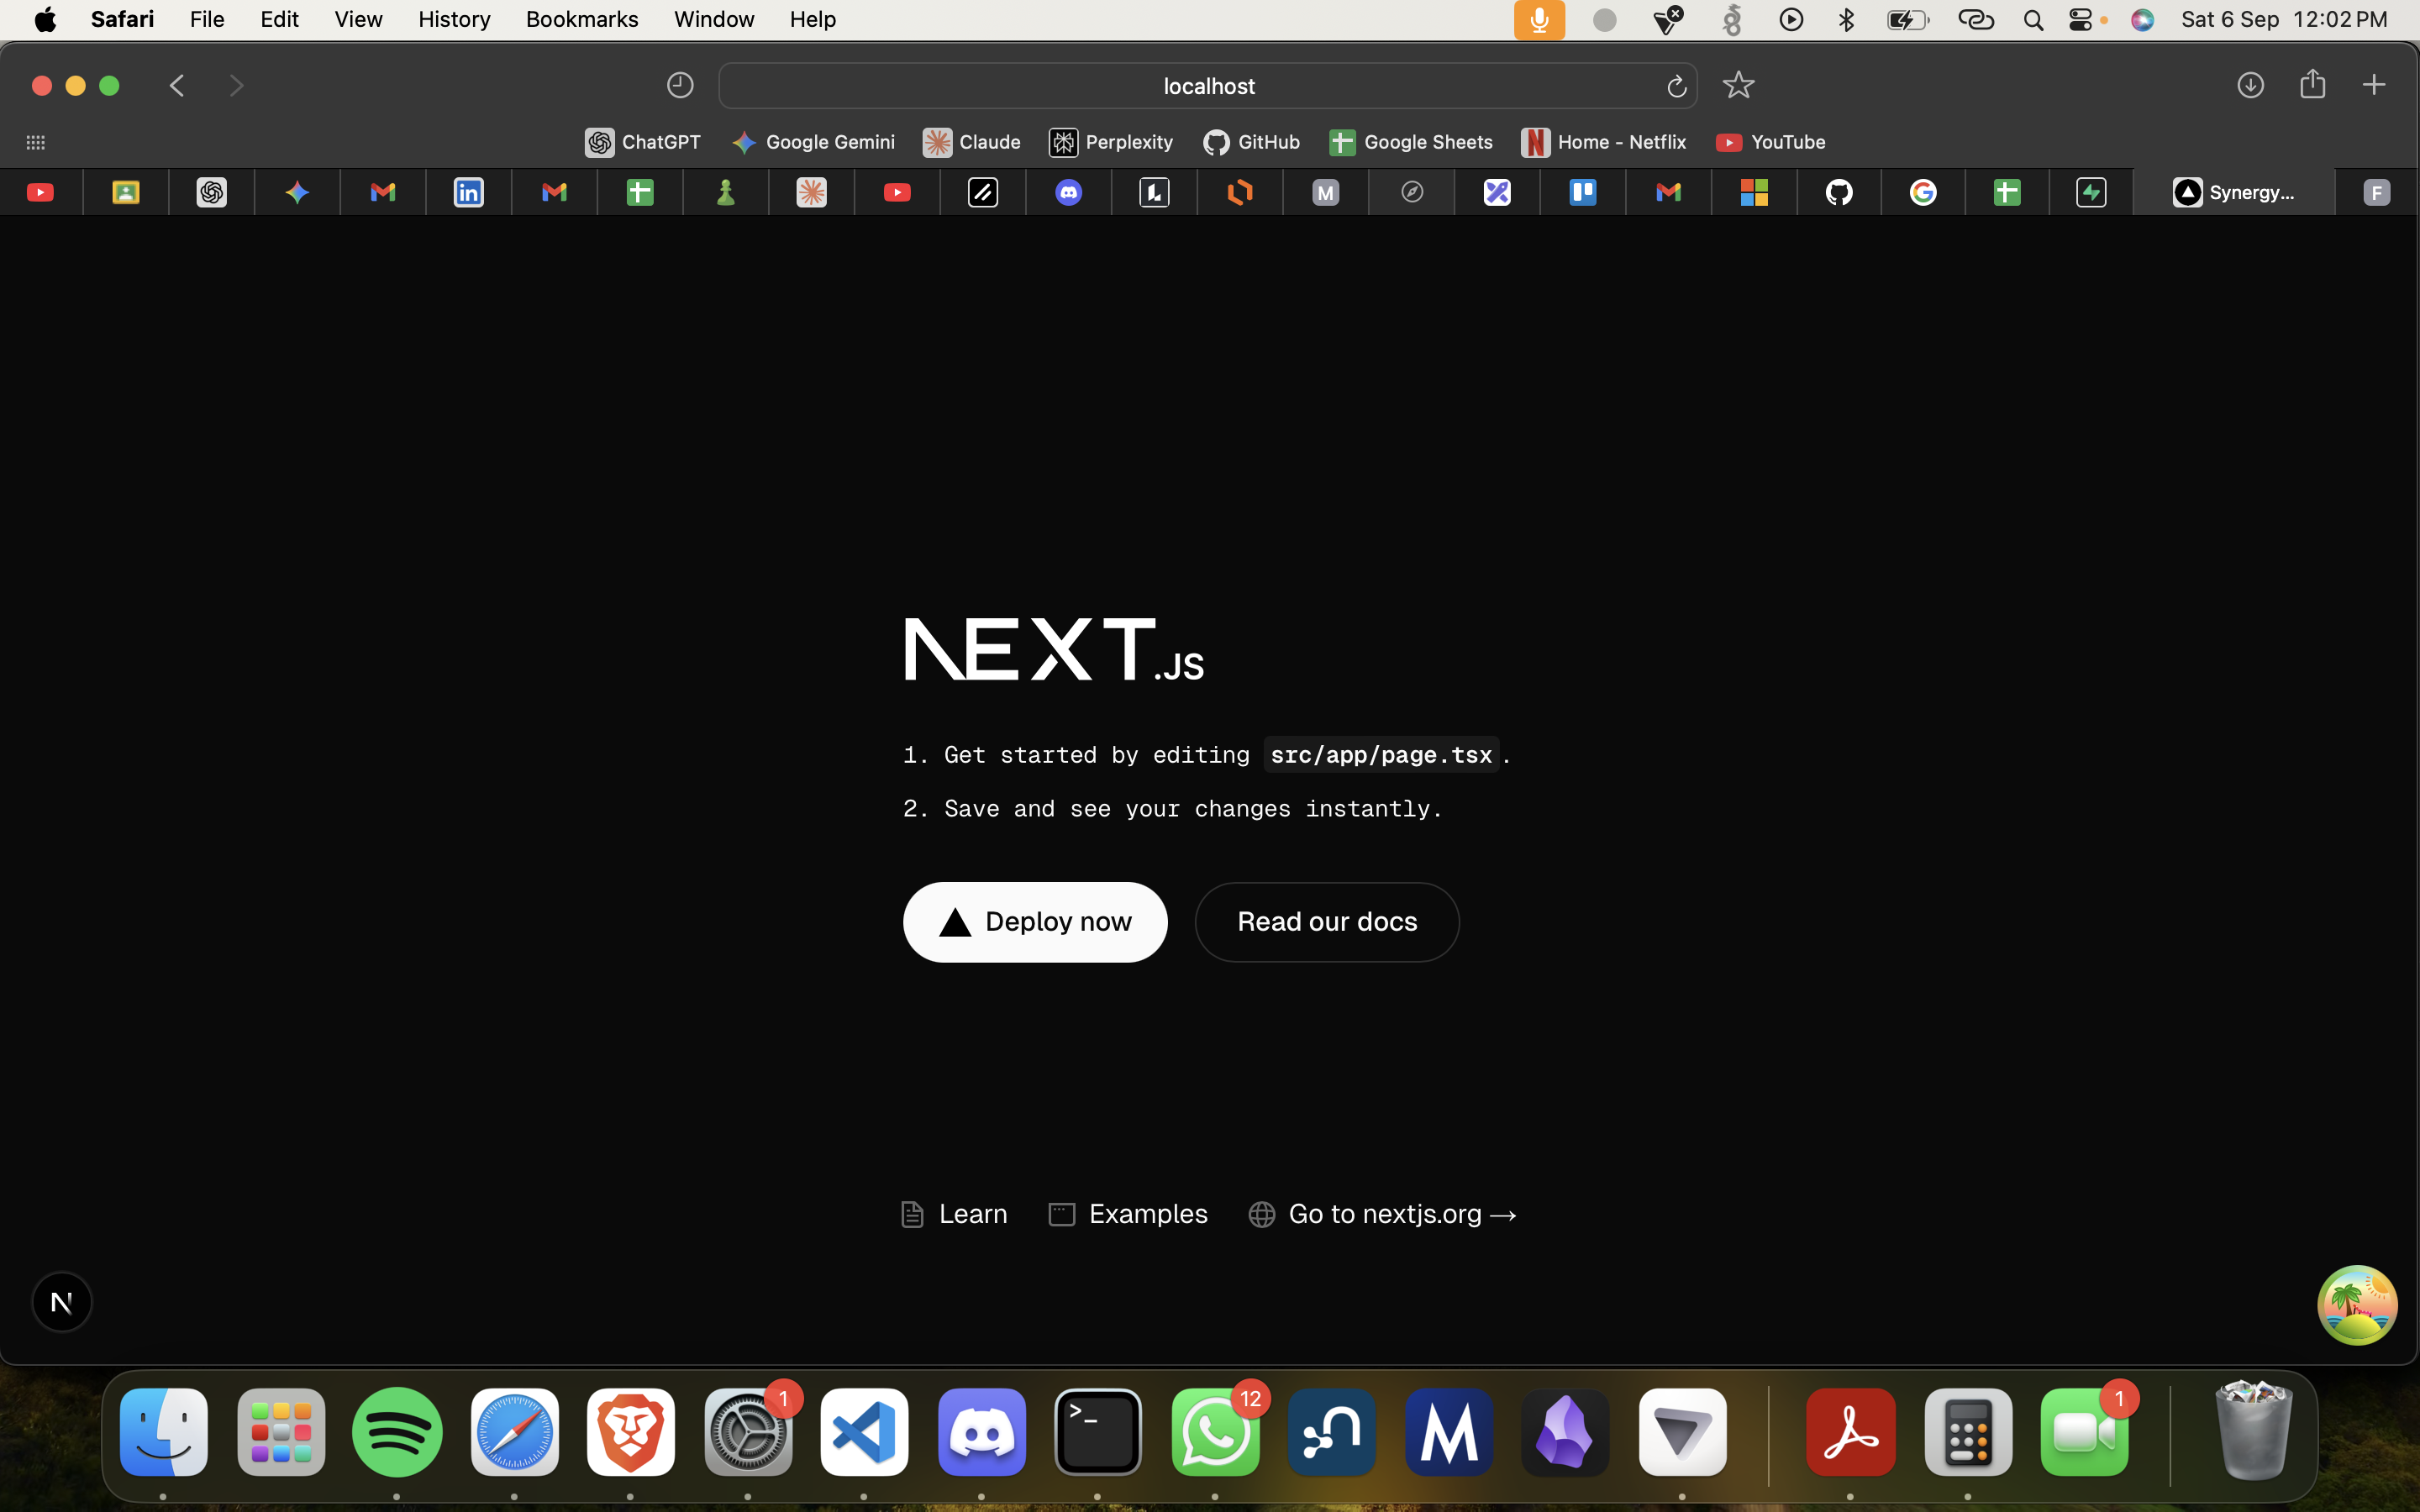 Safari File Edit View History Bookmarks Window Help Sat 6 Sep 12:02 PM
localhost
ChatGPT Google Gemini Claude Perplexity GitHub Google Sheets Home - Netflix YouTube
in M Synergy... F
NEXT.JS
1. Get started by editing src/app/page.tsx.
2. Save and see your changes instantly.
Deploy now Read our docs
Learn Examples Go to nextjs.org →
N
1 >_ 12 n M 1